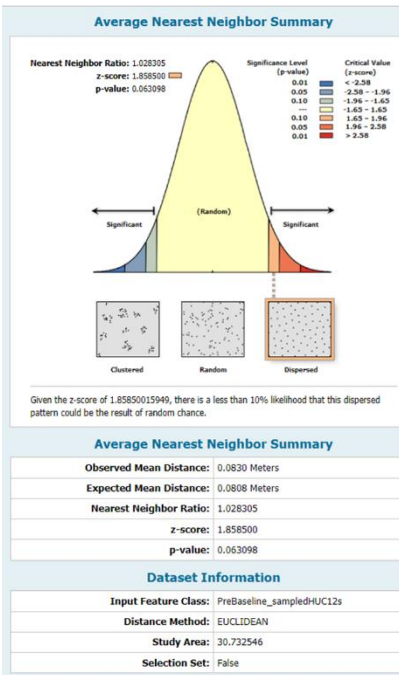 Average Nearest Neighbor Summary
Nearest Neighbor Ratio: 1.028305
z-score: 1.858500
p-value: 0.063098
Significance Level
(p-value)
Critical Value
(z-score)
0.01 < -2.58
0.05 -2.58 - -1.96
0.10 -1.96 - -1.65
--- -1.65 - 1.65
0.10 1.65 - 1.96
0.05 1.96 - 2.58
0.01 > 2.58
(Random)
Significant Significant
Clustered Random Dispersed
Given the z-score of 1.85850015949, there is a less than 10% likelihood that this dispersed
pattern could be the result of random chance.
Average Nearest Neighbor Summary
Observed Mean Distance: 0.0830 Meters
Expected Mean Distance: 0.0808 Meters
Nearest Neighbor Ratio: 1.028305
z-score: 1.858500
p-value: 0.063098
Dataset Information
Input Feature Class: PreBaseline_sampledHUC12s
Distance Method: EUCLIDEAN
Study Area: 30.732546
Selection Set: False